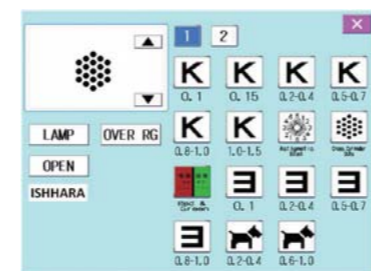 1 2
K K K K
0.1 0.15 0.2-0.4 0.5-0.7
LAMP OVER RG
K K
0.8-1.0 1.0-1.5
OPEN
ISHHARA
Red &
Green
0.1 0.2-0.4 0.5-0.7
0.8-1.0 0.2-0.4 0.6-1.0